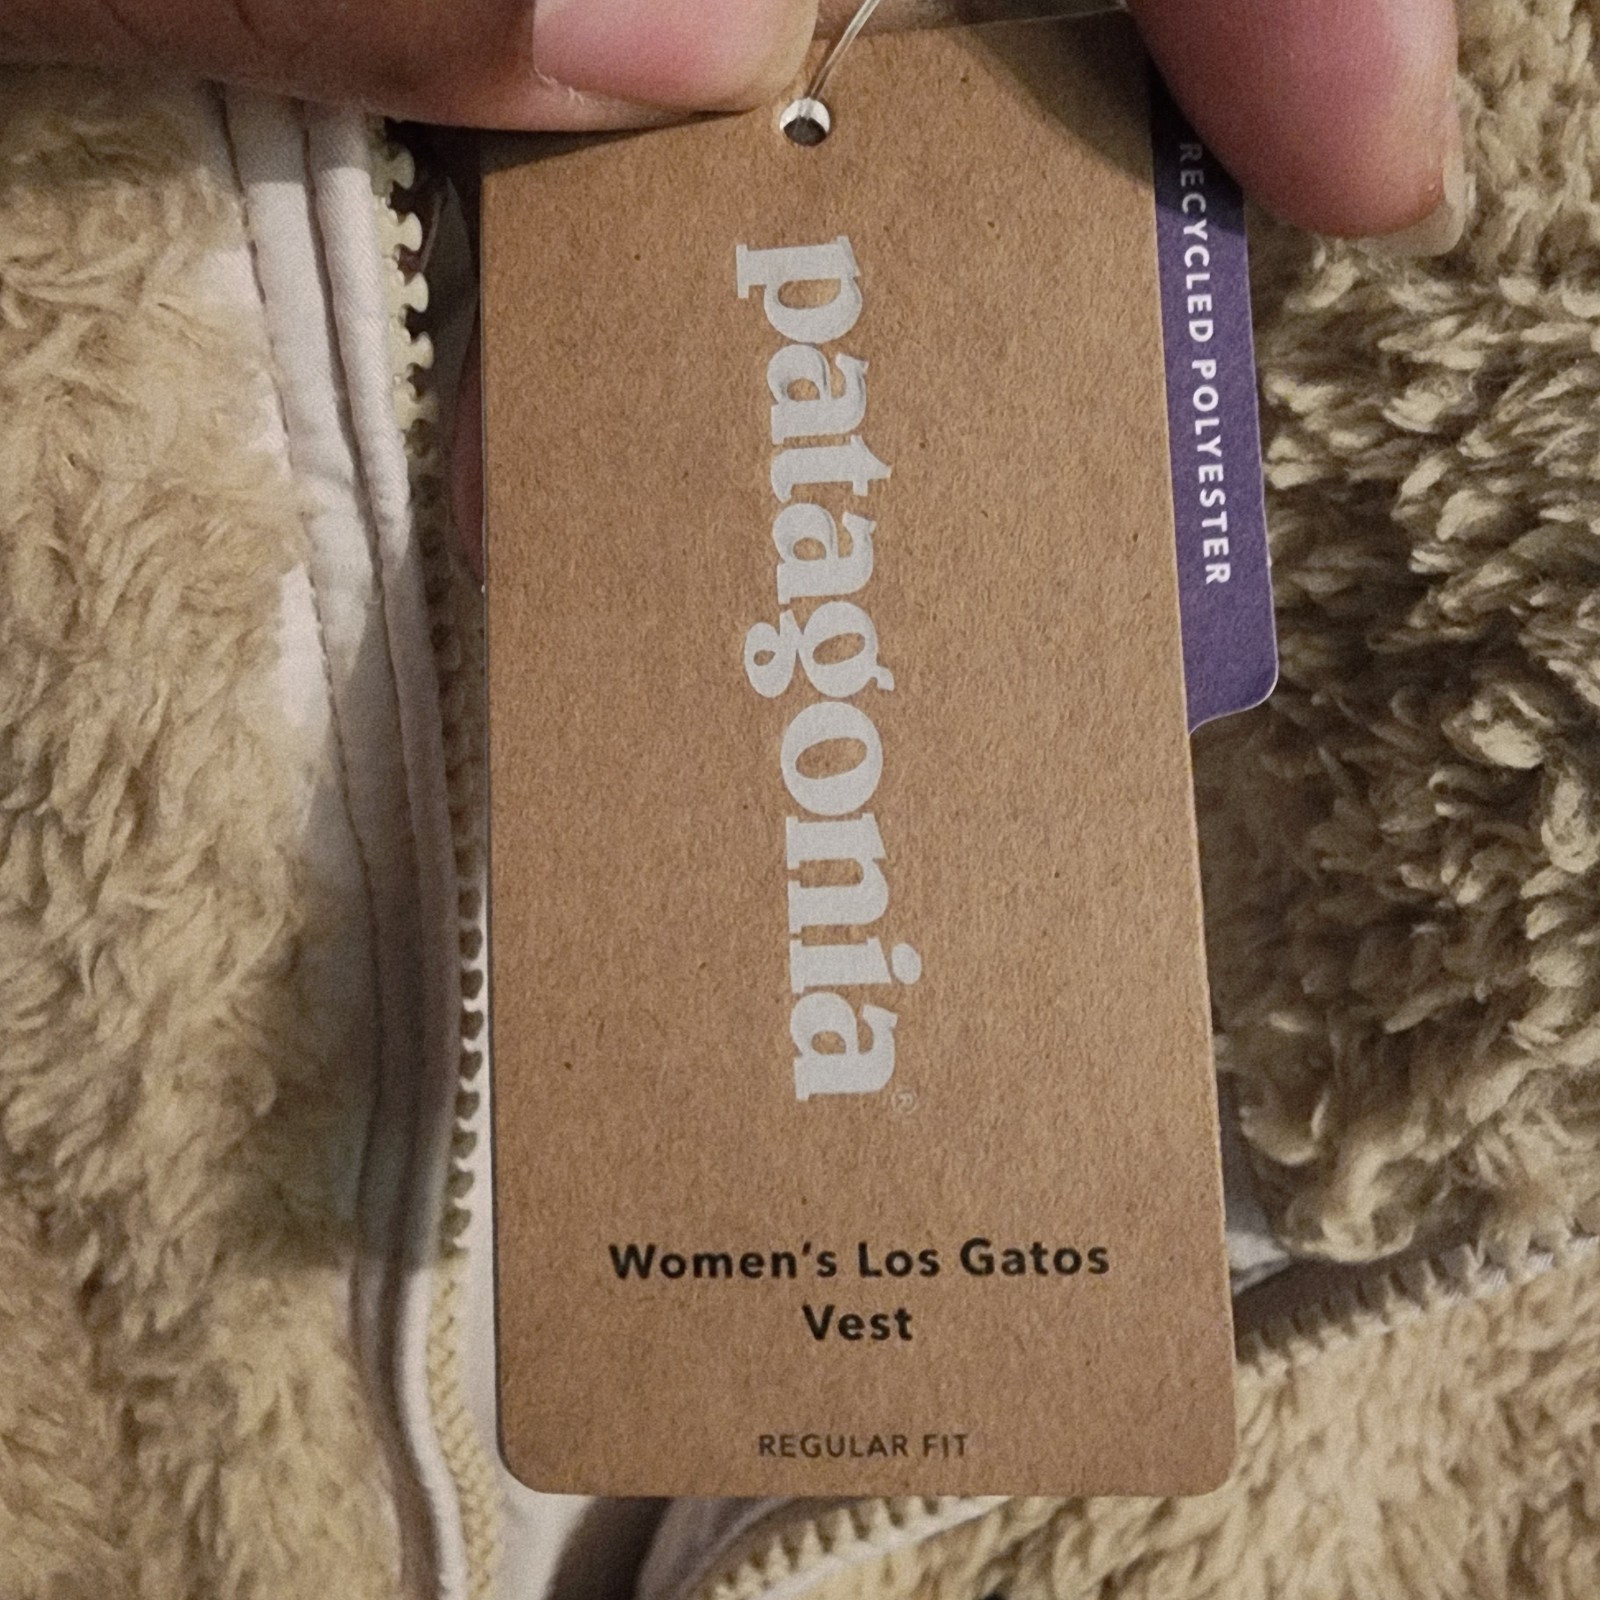 patagonia®
Women's Los Gatos
Vest
REGULAR FIT
RECYCLED POLYESTER